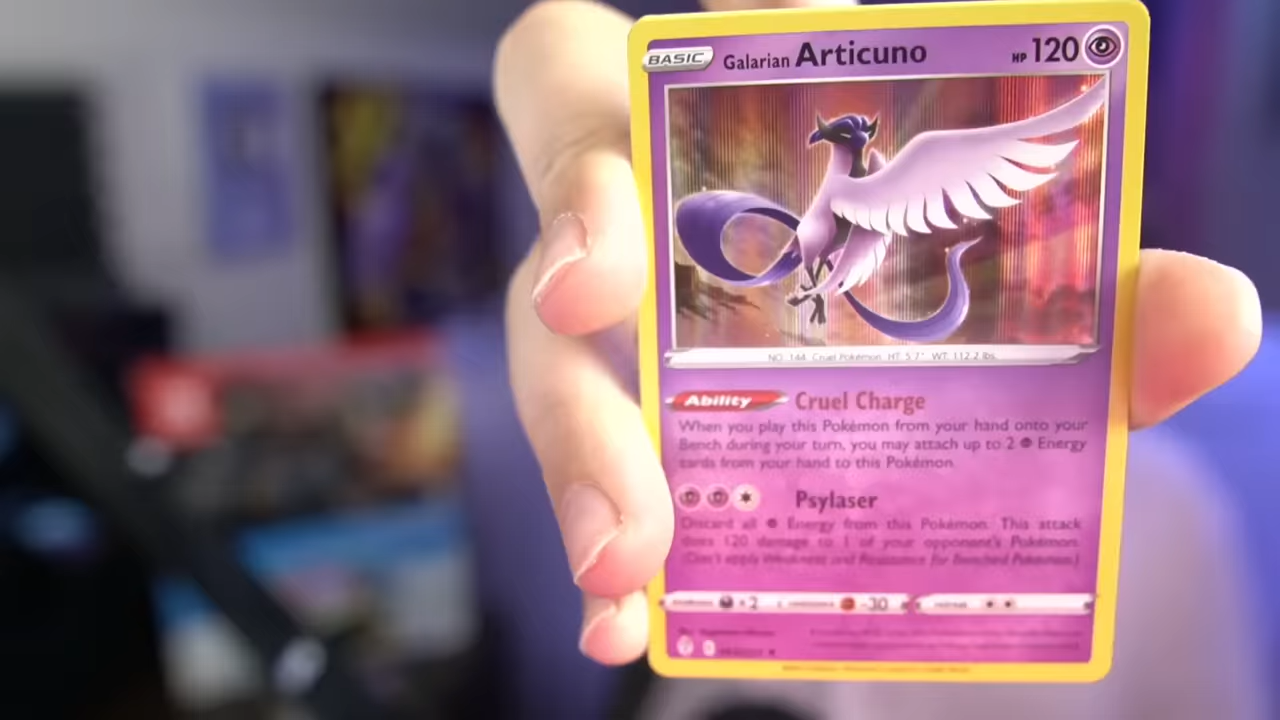 BASIC Galarian Articuno HP 120
NO. 144 Cruel Pokémon HT: 5'7" WT: 112.2 lbs.
Ability Cruel Charge
When you play this Pokémon from your hand onto your
Bench during your turn, you may attach up to 2 Energy
cards from your hand to this Pokémon.
Psylaser
Discard all Energy from this Pokémon. This attack
does 120 damage to 1 of your opponent's Pokémon.
(Don't apply Weakness and Resistance for Benched Pokémon.)
weakness ×2 resistance -30 retreat